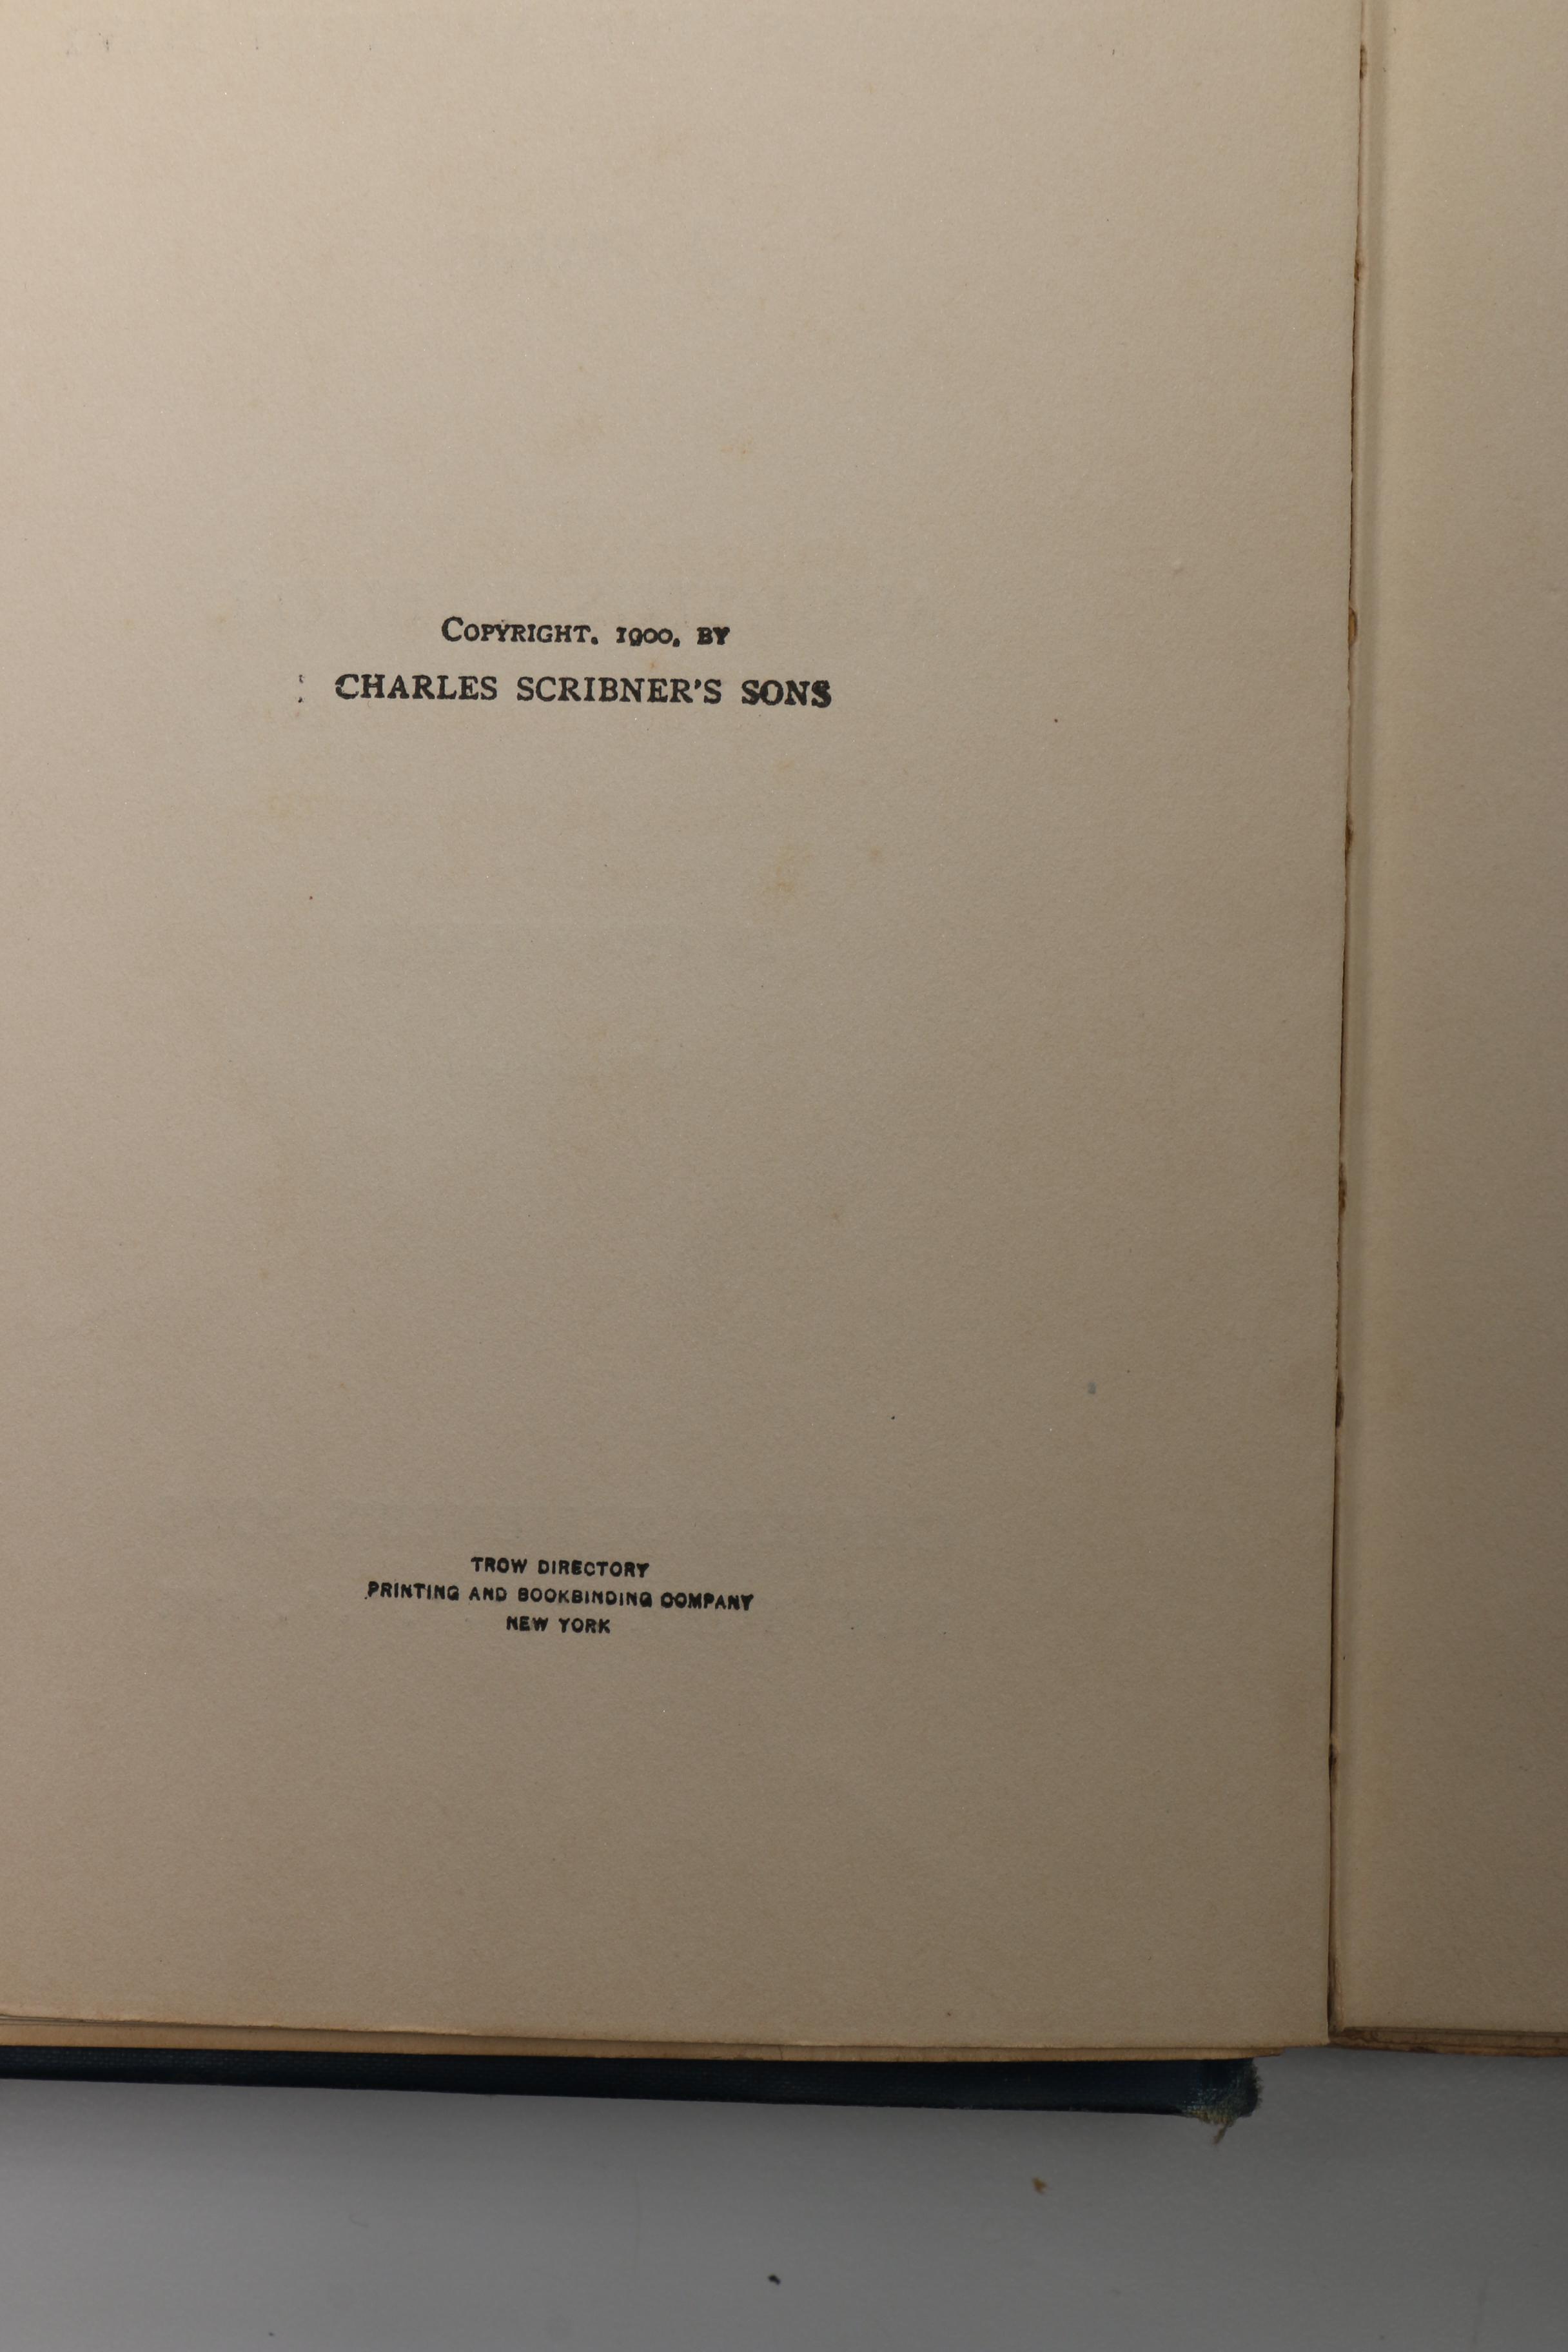 COPYRIGHT, 1900, BY
CHARLES SCRIBNER'S SONS
TROW DIRECTORY
PRINTING AND BOOKBINDING COMPANY
NEW YORK